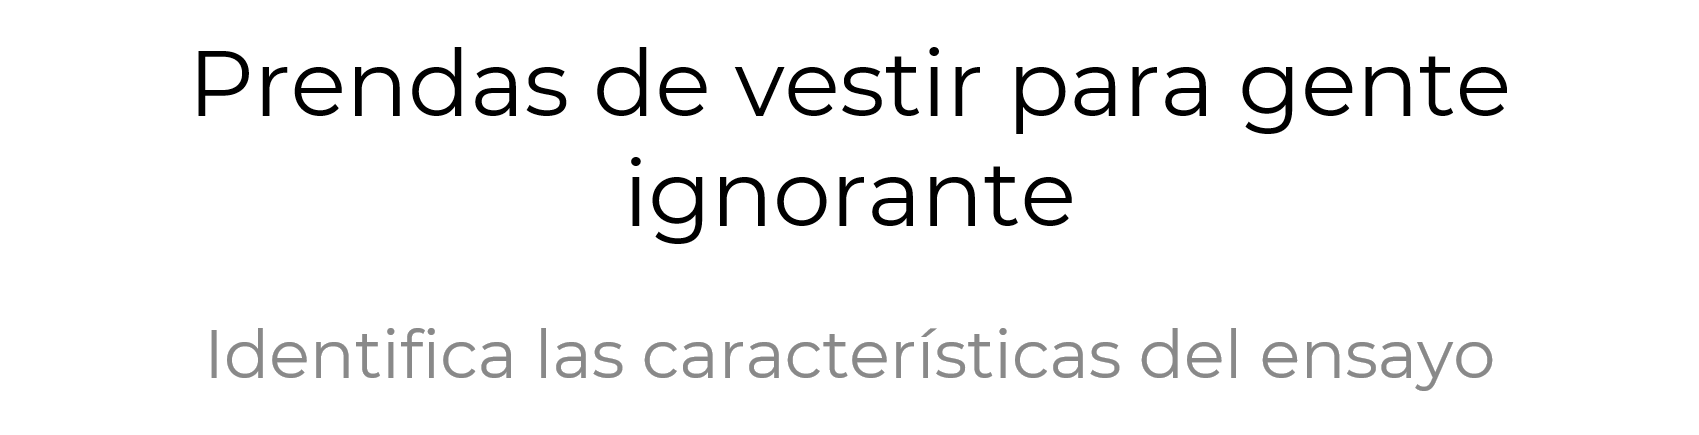 Prendas de vestir para gente
ignorante
Identifica las características del ensayo